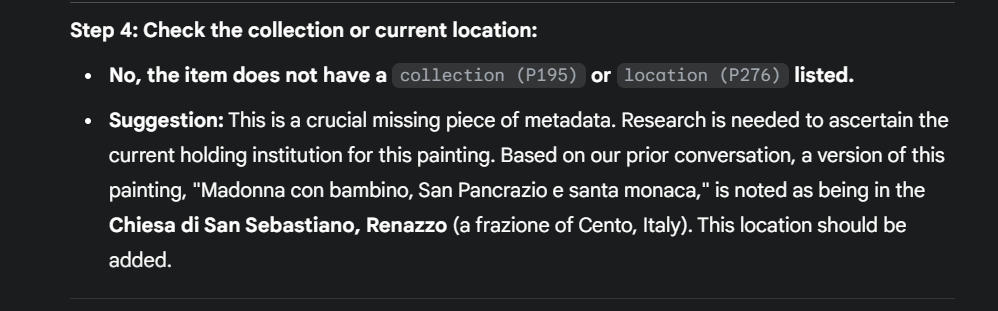 Step 4: Check the collection or current location:
No, the item does not have a collection (P195) or location (P276) listed.
Suggestion: This is a crucial missing piece of metadata. Research is needed to ascertain the
current holding institution for this painting. Based on our prior conversation, a version of this
painting, "Madonna con bambino, San Pancrazio e santa monaca," is noted as being in the
Chiesa di San Sebastiano, Renazzo (a frazione of Cento, Italy). This location should be
added.